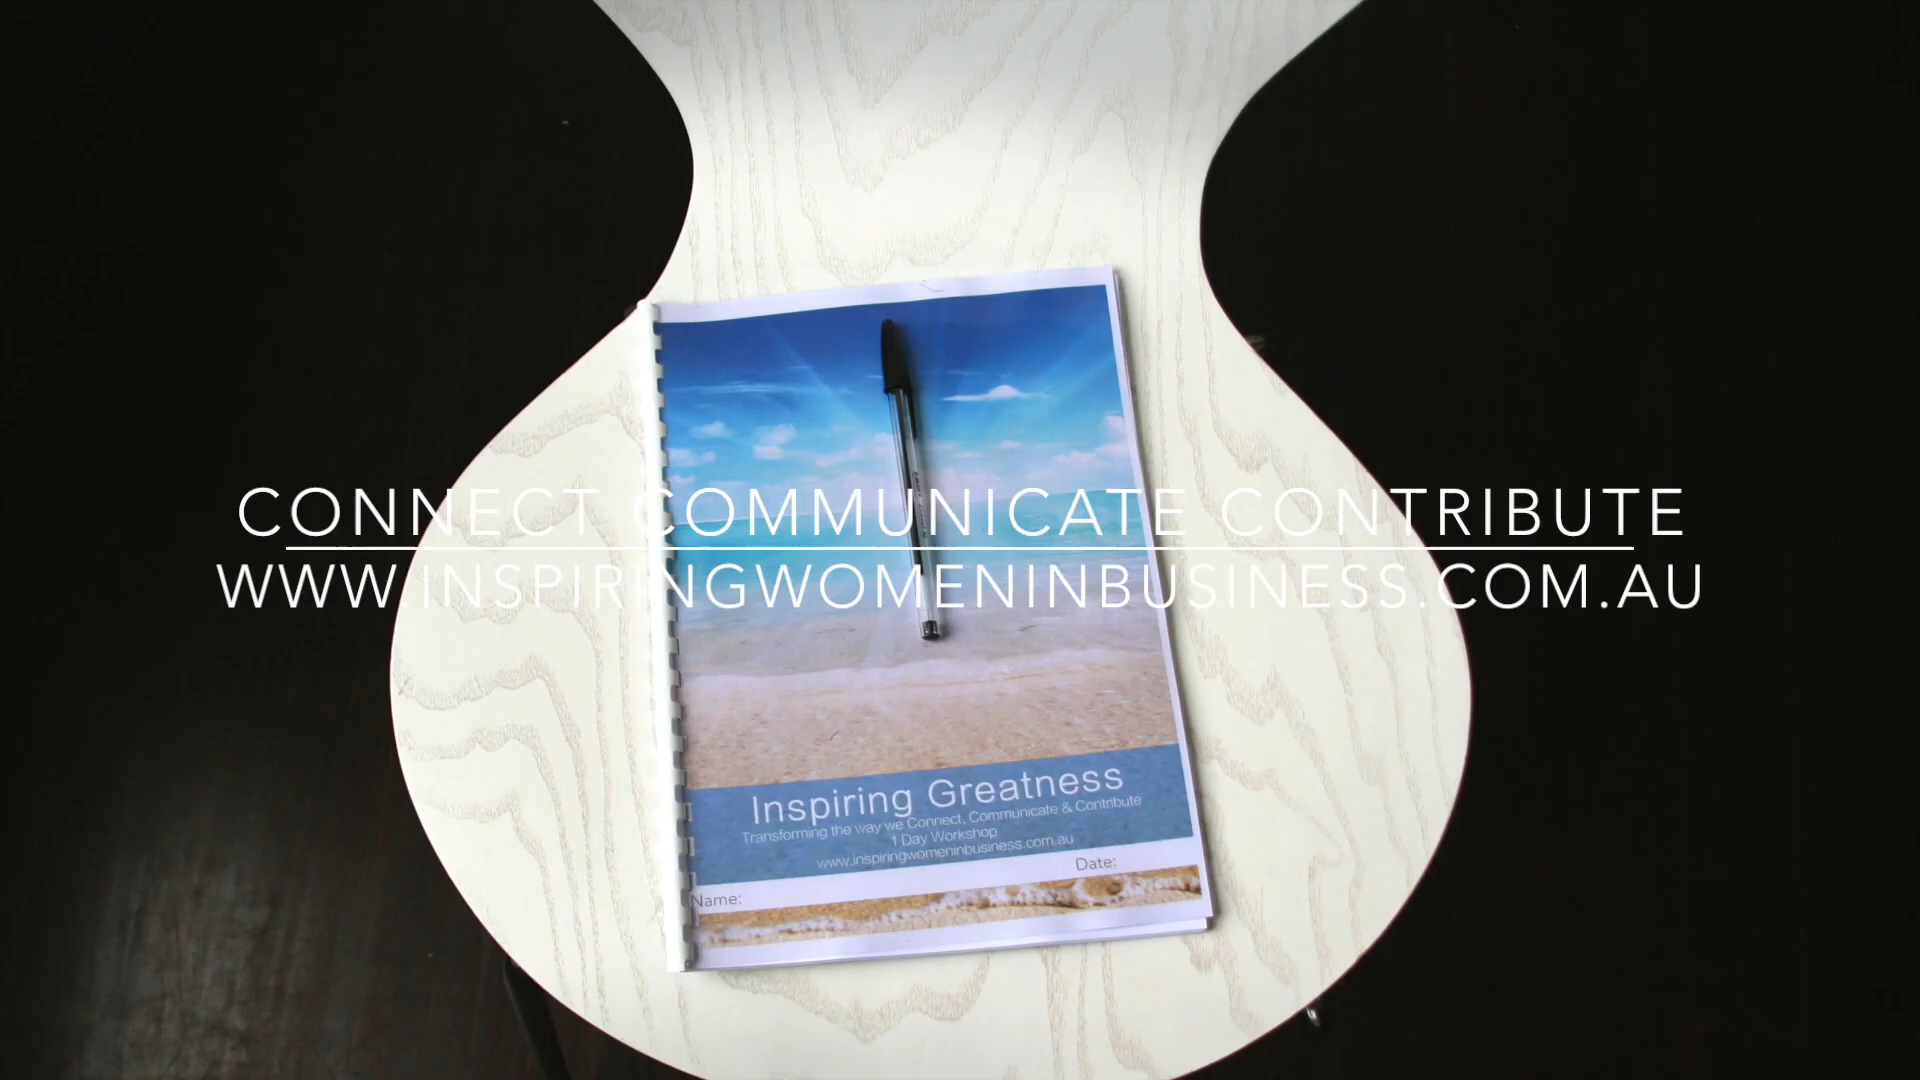 CONNECT COMMUNICATE CONTRIBUTE
WWW.INSPIRINGWOMENINBUSINESS.COM.AU
Inspiring Greatness
Transforming the way we Connect, Communicate & Contribute
1 Day Workshop
www.inspiringwomeninbusiness.com.au
Date:
Name: